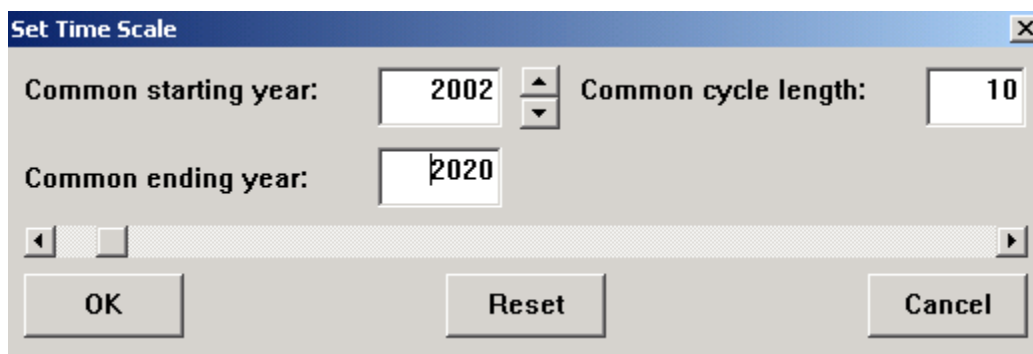 Set Time Scale
Common starting year: 2002 Common cycle length: 10
Common ending year: 2020
OK Reset Cancel